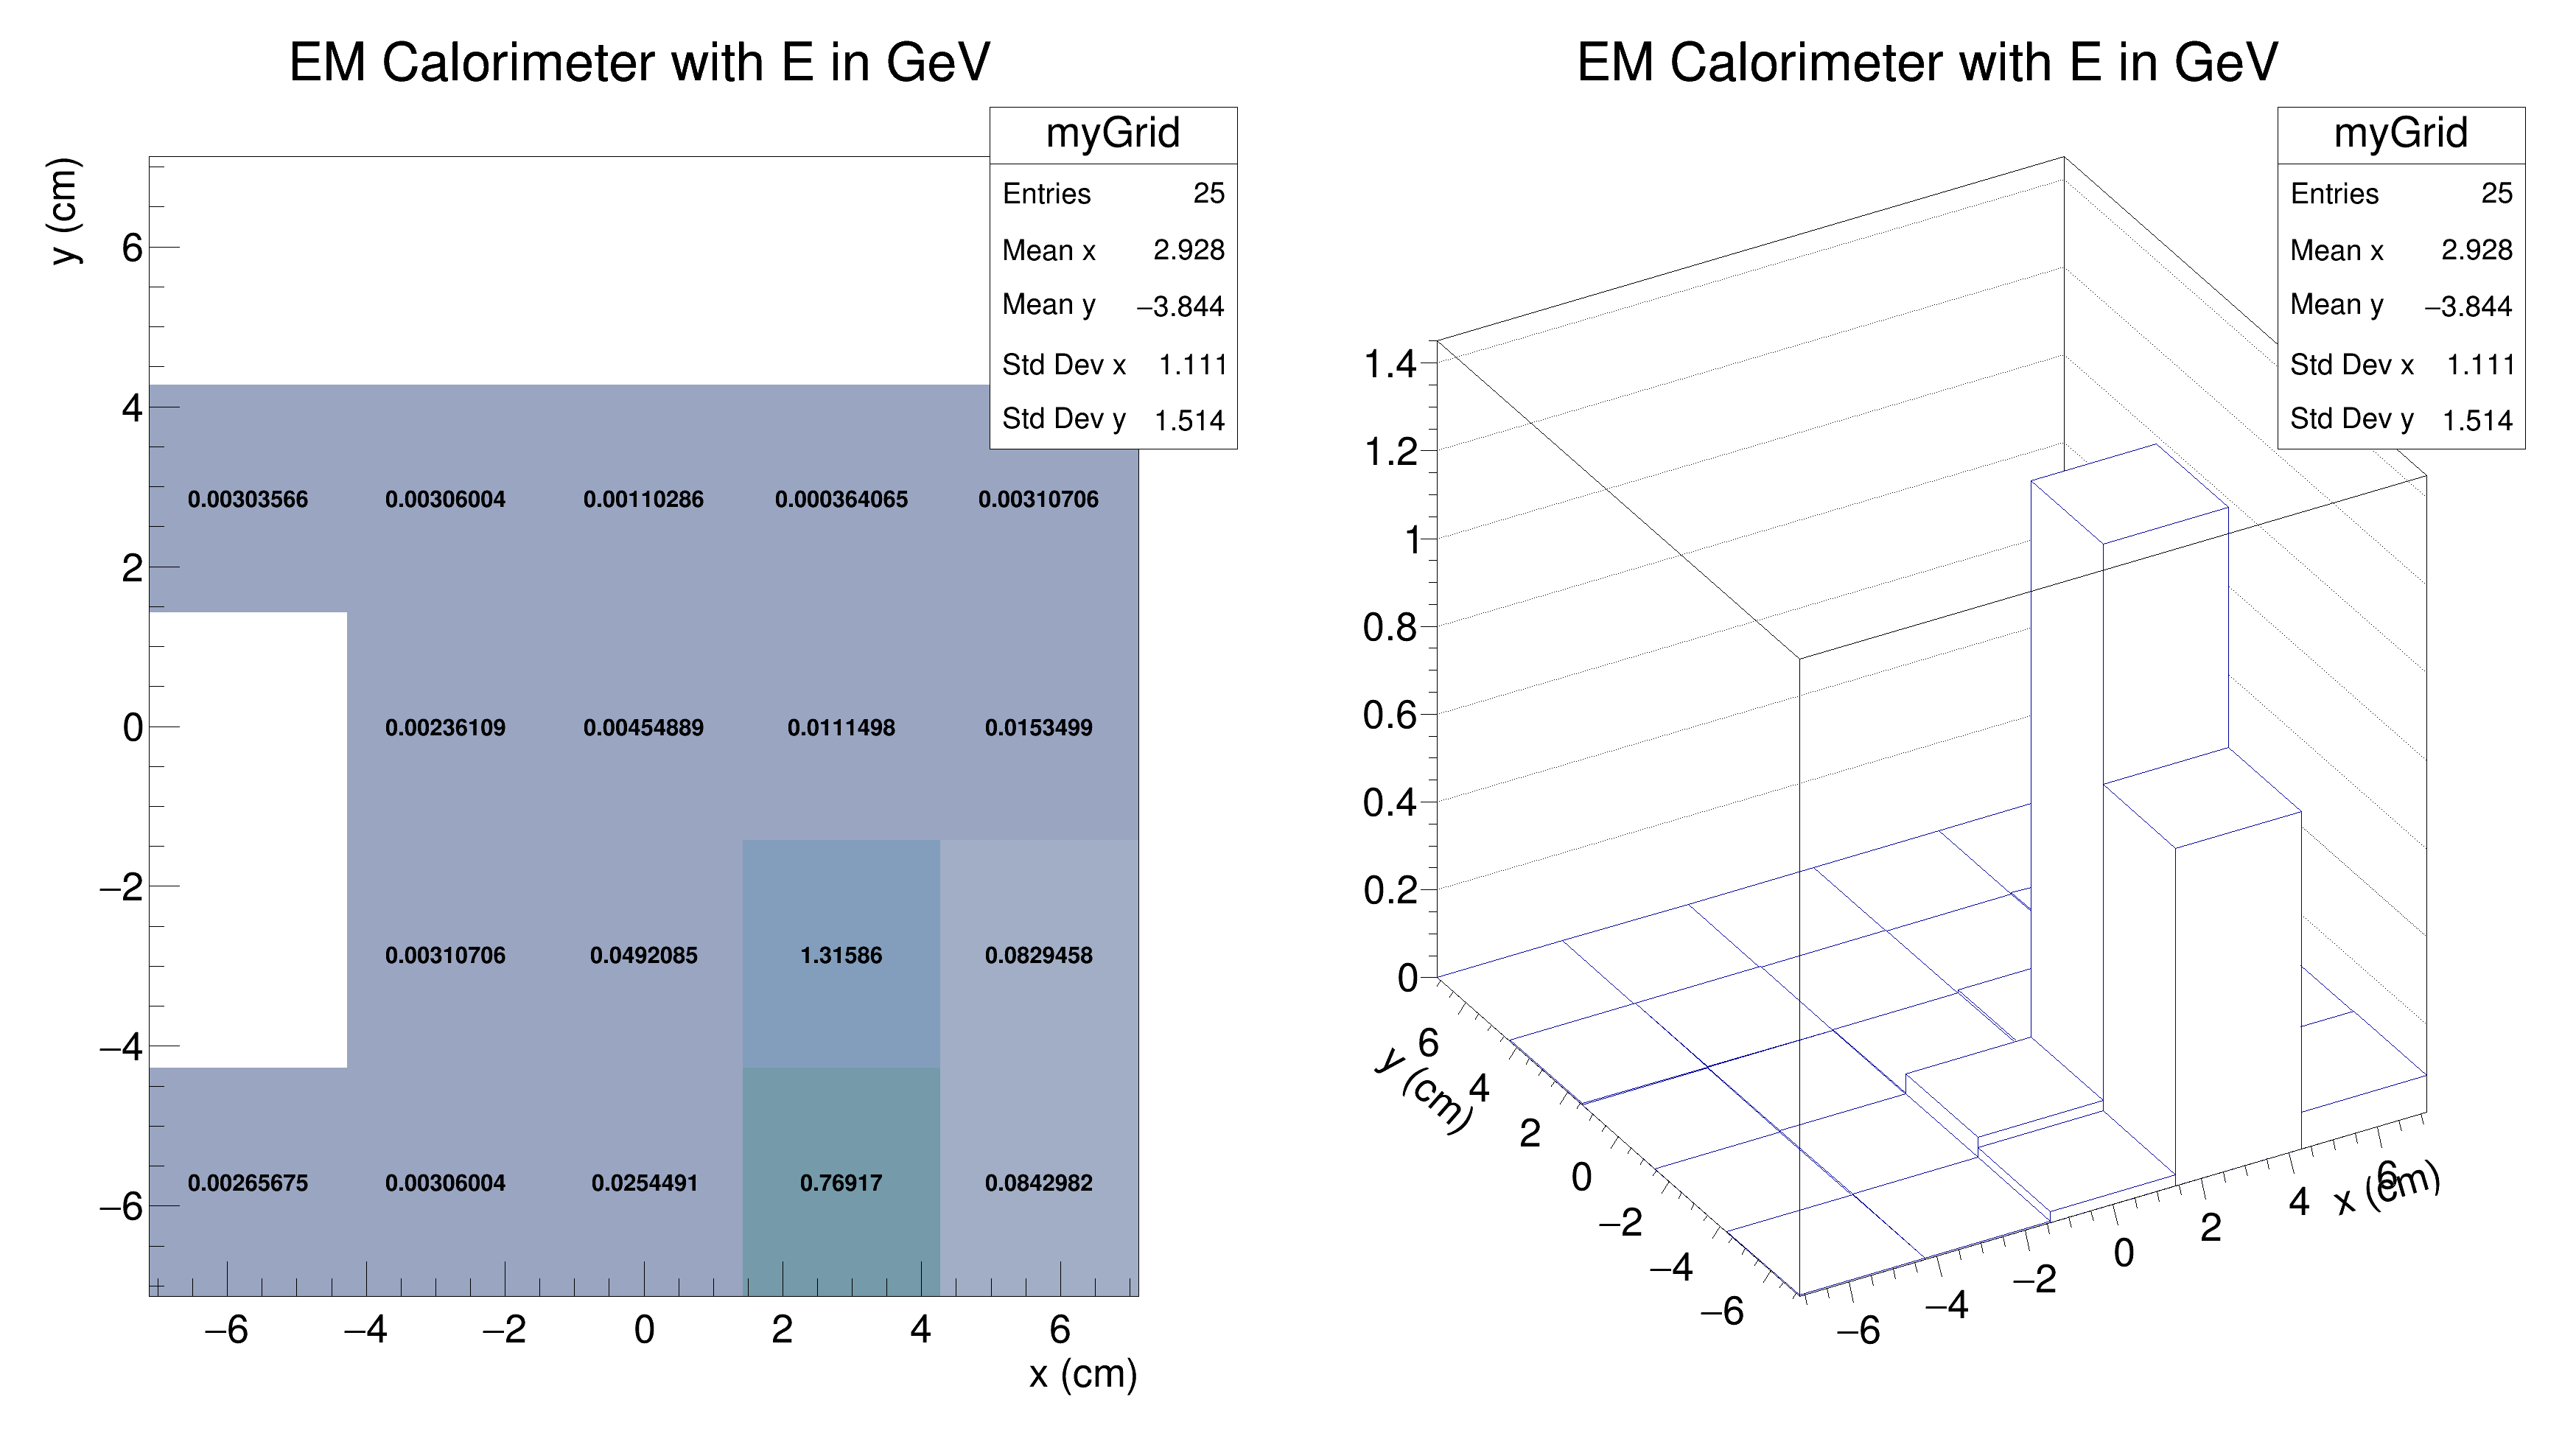 EM Calorimeter with E in GeV
myGrid
Entries 25
Mean x 2.928
Mean y −3.844
Std Dev x 1.111
Std Dev y 1.514
y (cm)
6
4
2
0
−2
−4
−6
0.00303566 0.00306004 0.00110286 0.000364065 0.00310706
0.00236109 0.00454889 0.0111498 0.0153499
0.00310706 0.0492085 1.31586 0.0829458
0.00265675 0.00306004 0.0254491 0.76917 0.0842982
−6 −4 −2 0 2 4 6
x (cm)
EM Calorimeter with E in GeV
myGrid
Entries 25
Mean x 2.928
Mean y −3.844
Std Dev x 1.111
Std Dev y 1.514
1.4
1.2
1
0.8
0.6
0.4
0.2
0
y (cm)
6
4
2
0
−2
−4
−6
−6 −4 −2 0 2 4 6
x (cm)